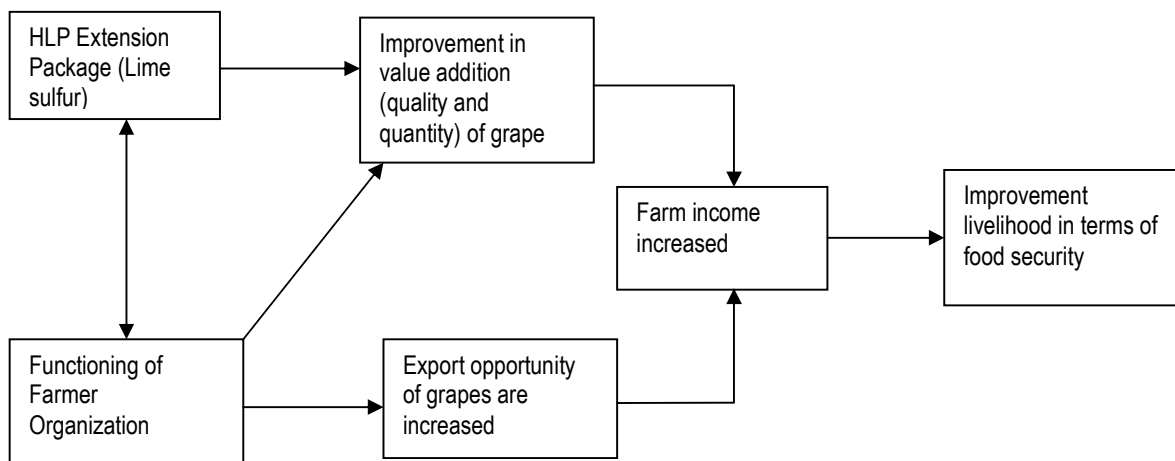 HLP Extension
Package (Lime
sulfur)
Improvement in
value addition
(quality and
quantity) of grape
Farm income
increased
Improvement
livelihood in terms of
food security
Functioning of
Farmer
Organization
Export opportunity
of grapes are
increased